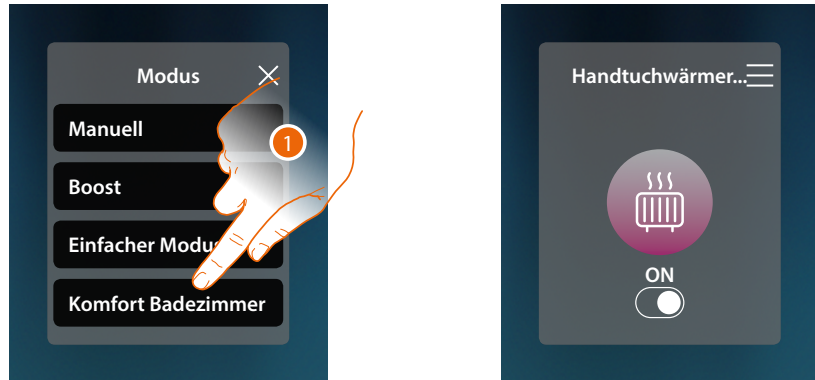 Modus
Manuell
1
Boost
Einfacher Modu
Komfort Badezimmer
Handtuchwärmer...
ON